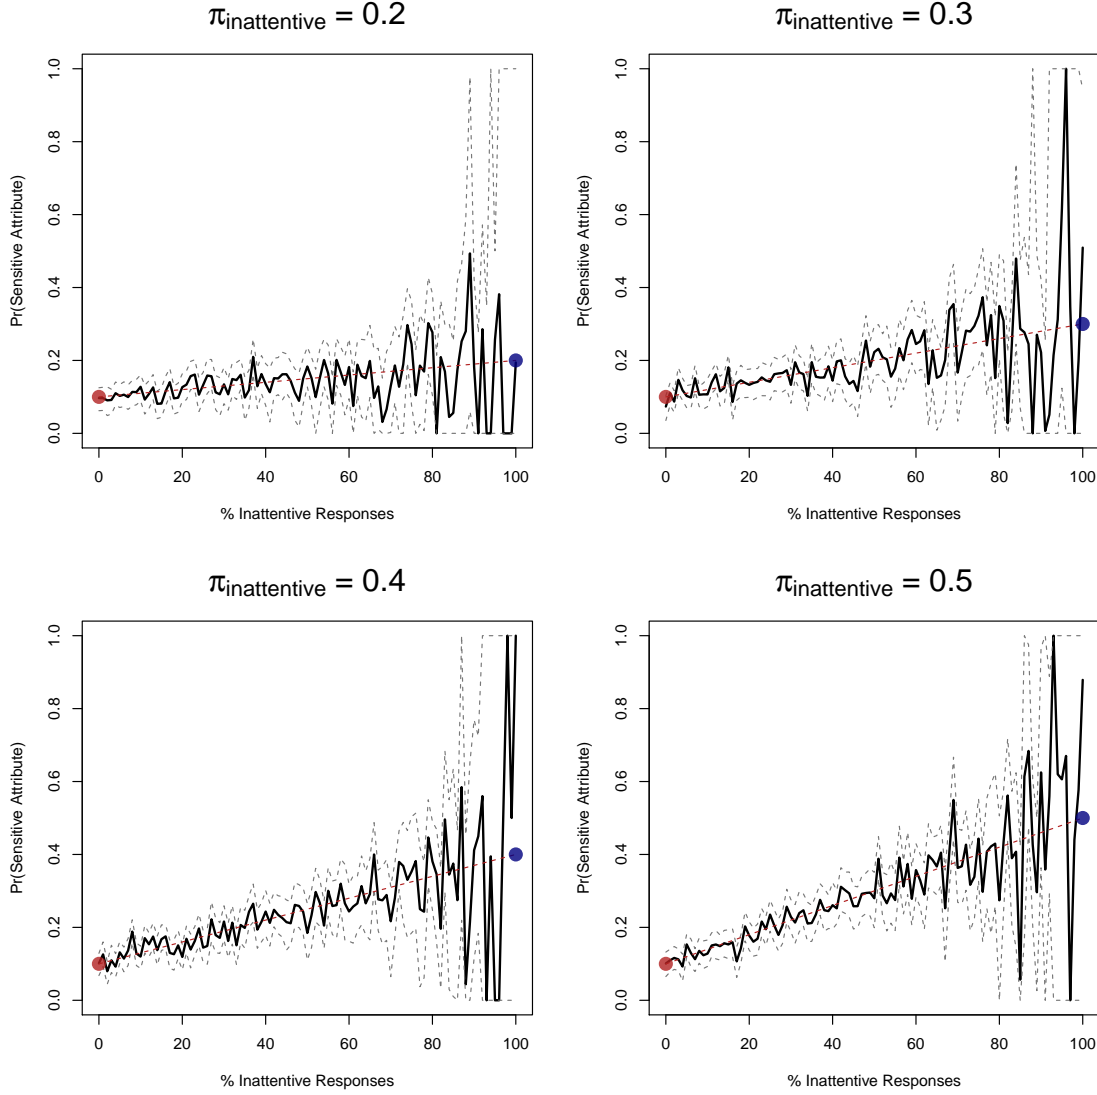 π_inattentive = 0.2
Pr(Sensitive Attribute)
1.0
0.8
0.6
0.4
0.2
0.0
0 20 40 60 80 100
% Inattentive Responses
π_inattentive = 0.3
Pr(Sensitive Attribute)
1.0
0.8
0.6
0.4
0.2
0.0
0 20 40 60 80 100
% Inattentive Responses
π_inattentive = 0.4
Pr(Sensitive Attribute)
1.0
0.8
0.6
0.4
0.2
0.0
0 20 40 60 80 100
% Inattentive Responses
π_inattentive = 0.5
Pr(Sensitive Attribute)
1.0
0.8
0.6
0.4
0.2
0.0
0 20 40 60 80 100
% Inattentive Responses